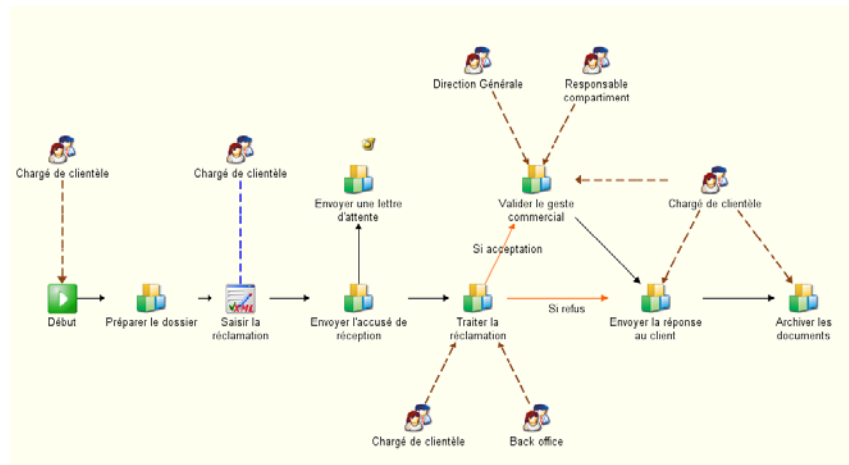 Direction Générale
Responsable
compartiment
Chargé de clientèle
Chargé de clientèle
Envoyer une lettre
d'attente
Valider le geste
commercial
Chargé de clientèle
Si acceptation
Si refus
Début
Préparer le dossier
XML
Saisir la
réclamation
Envoyer l'accusé de
réception
Traiter la
réclamation
Envoyer la réponse
au client
Archiver les
documents
Chargé de clientèle
Back office